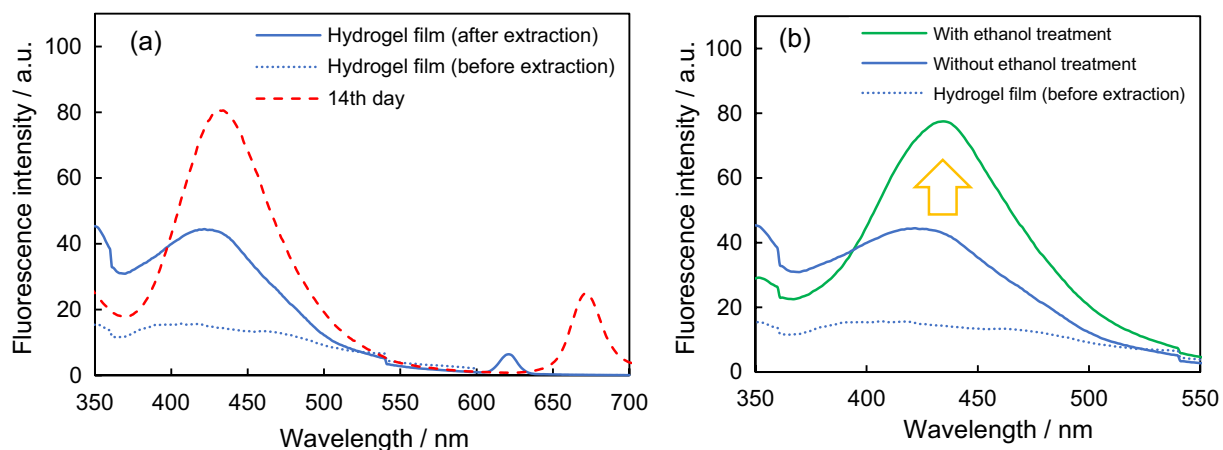 (a)
Hydrogel film (after extraction)
Hydrogel film (before extraction)
14th day
Fluorescence intensity / a.u.
100
80
60
40
20
0
350 400 450 500 550 600 650 700
Wavelength / nm
(b)
With ethanol treatment
Without ethanol treatment
Hydrogel film (before extraction)
Fluorescence intensity / a.u.
100
80
60
40
20
0
350 400 450 500 550
Wavelength / nm